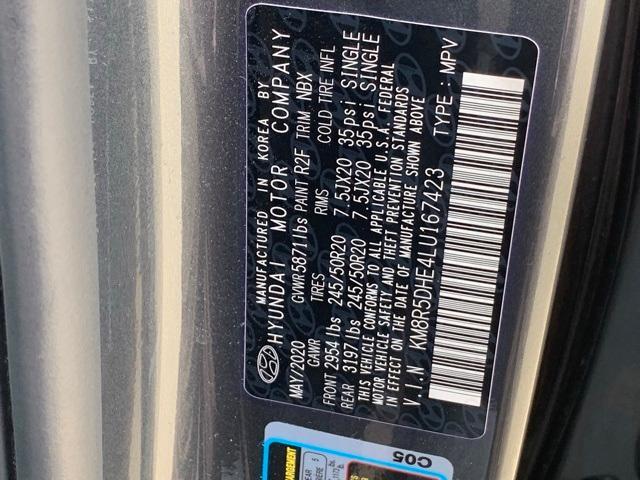 MANUFACTURED IN KOREA BY
HYUNDAI MOTOR COMPANY
MAY/2020 GVWR 5871 lbs PAINT R2F TRIM NBX
GAWR TIRES RIMS COLD TIRE INFL
FRONT 2954 lbs 245/50R20 7.5JX20 35psi SINGLE
REAR 3197 lbs 245/50R20 7.5JX20 35psi SINGLE
THIS VEHICLE CONFORMS TO ALL APPLICABLE U.S.A. FEDERAL
MOTOR VEHICLE SAFETY AND THEFT PREVENTION STANDARDS
IN EFFECT ON THE DATE OF MANUFACTURE SHOWN ABOVE
V.I.N KM8R5DHE4LU167423 TYPE : MPV
C05